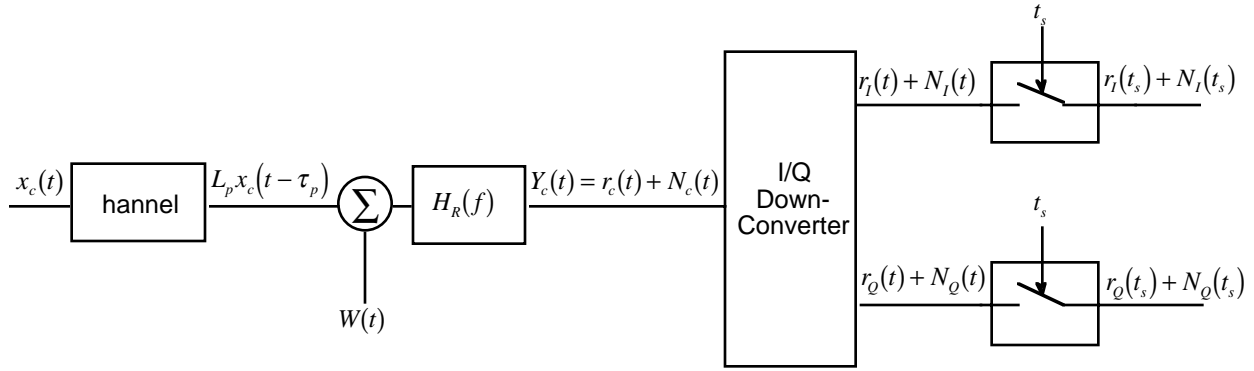 x_c(t)
hannel
L_p x_c(t − τ_p)
Σ
W(t)
H_R(f)
Y_c(t) = r_c(t) + N_c(t)
I/Q
Down-
Converter
r_I(t) + N_I(t)
t_s
r_I(t_s) + N_I(t_s)
r_Q(t) + N_Q(t)
t_s
r_Q(t_s) + N_Q(t_s)